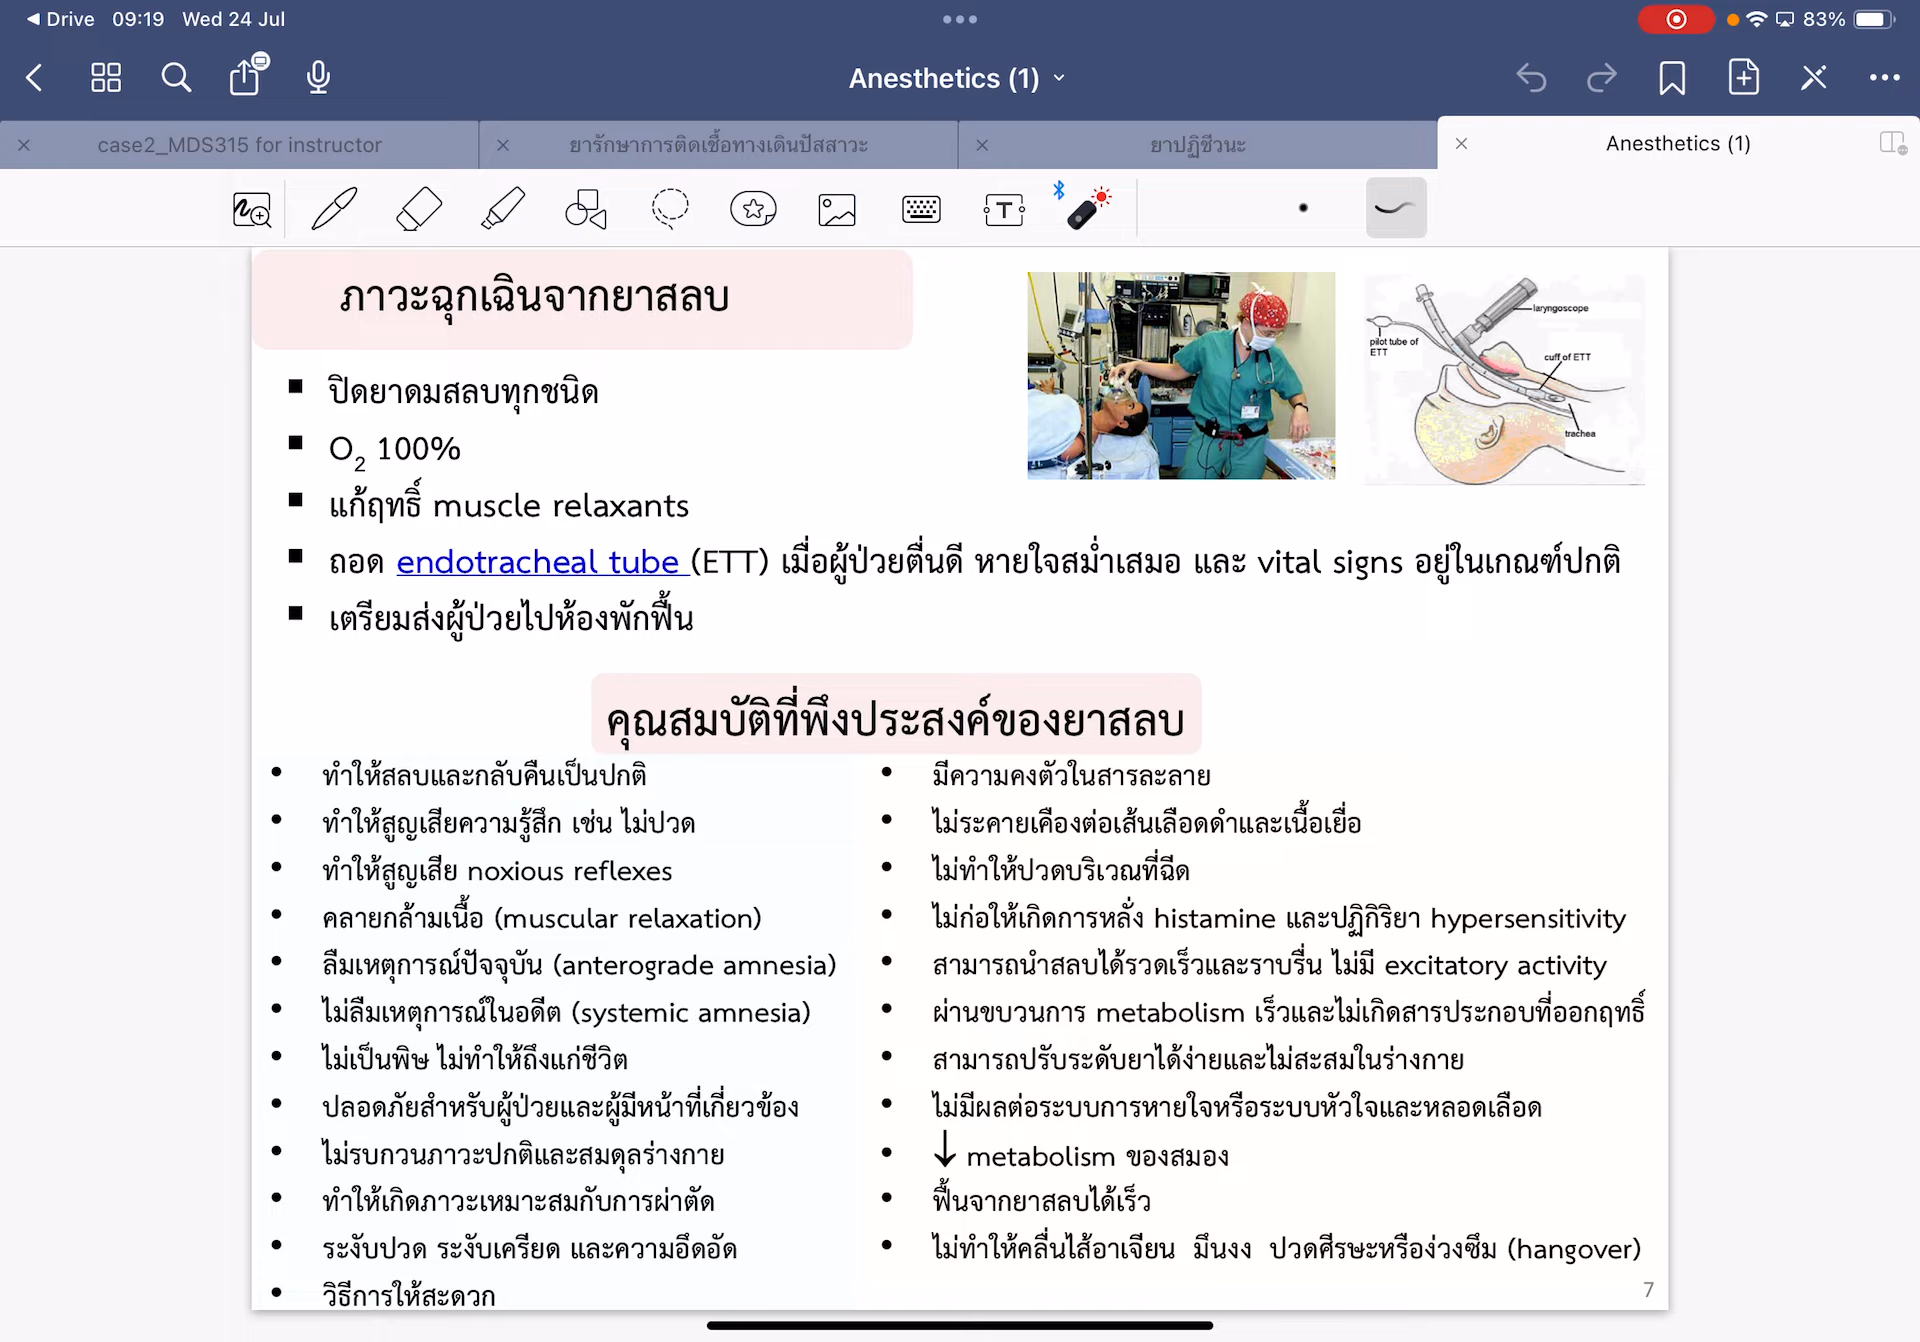 Drive 09:19 Wed 24 Jul
83%
Anesthetics (1)
case2_MDS315 for instructor
ยารักษาการติดเชื้อทางเดินปัสสาวะ
ยาปฏิชีวนะ
Anesthetics (1)
ภาวะฉุกเฉินจากยาสลบ
laryngoscope
pilot tube of
ETT
cuff of ETT
trachea
ปิดยาดมสลบทุกชนิด
O2 100%
แก้ฤทธิ์ muscle relaxants
ถอด endotracheal tube (ETT) เมื่อผู้ป่วยตื่นดี หายใจสม่ำเสมอ และ vital signs อยู่ในเกณฑ์ปกติ
เตรียมส่งผู้ป่วยไปห้องพักฟื้น
คุณสมบัติที่พึงประสงค์ของยาสลบ
ทำให้สลบและกลับคืนเป็นปกติ
ทำให้สูญเสียความรู้สึก เช่น ไม่ปวด
ทำให้สูญเสีย noxious reflexes
คลายกล้ามเนื้อ (muscular relaxation)
ลืมเหตุการณ์ปัจจุบัน (anterograde amnesia)
ไม่ลืมเหตุการณ์ในอดีต (systemic amnesia)
ไม่เป็นพิษ ไม่ทำให้ถึงแก่ชีวิต
ปลอดภัยสำหรับผู้ป่วยและผู้มีหน้าที่เกี่ยวข้อง
ไม่รบกวนภาวะปกติและสมดุลร่างกาย
ทำให้เกิดภาวะเหมาะสมกับการผ่าตัด
ระงับปวด ระงับเครียด และความอึดอัด
วิธีการให้สะดวก
มีความคงตัวในสารละลาย
ไม่ระคายเคืองต่อเส้นเลือดดำและเนื้อเยื่อ
ไม่ทำให้ปวดบริเวณที่ฉีด
ไม่ก่อให้เกิดการหลั่ง histamine และปฏิกิริยา hypersensitivity
สามารถนำสลบได้รวดเร็วและราบรื่น ไม่มี excitatory activity
ผ่านขบวนการ metabolism เร็วและไม่เกิดสารประกอบที่ออกฤทธิ์
สามารถปรับระดับยาได้ง่ายและไม่สะสมในร่างกาย
ไม่มีผลต่อระบบการหายใจหรือระบบหัวใจและหลอดเลือด
↓ metabolism ของสมอง
ฟื้นจากยาสลบได้เร็ว
ไม่ทำให้คลื่นไส้อาเจียน มึนงง ปวดศีรษะหรือง่วงซึม (hangover)
7